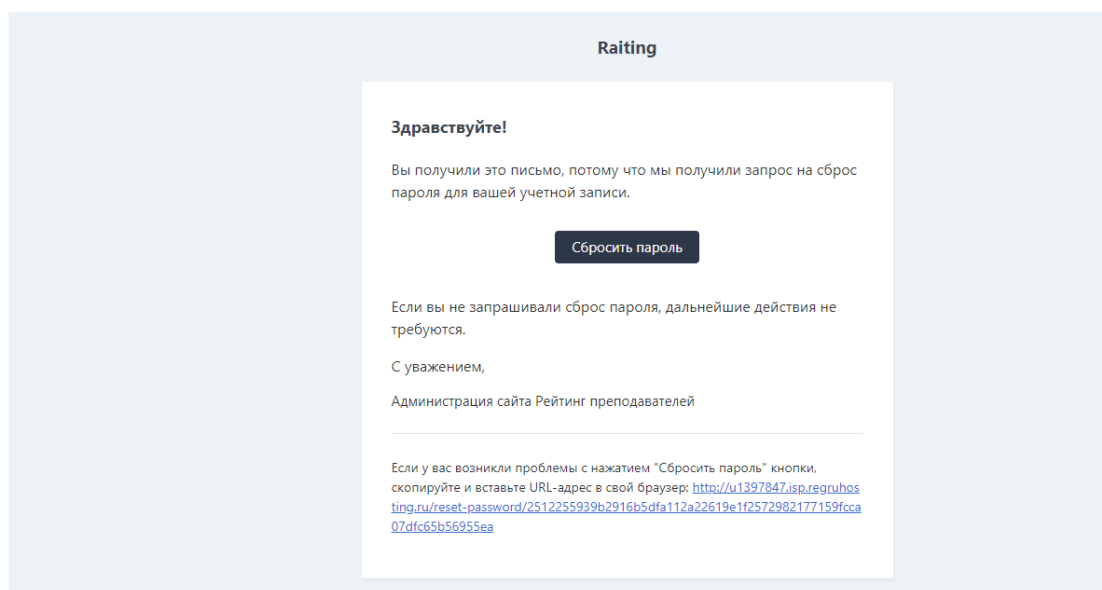 Raiting
Здравствуйте!
Вы получили это письмо, потому что мы получили запрос на сброс
пароля для вашей учетной записи.
Сбросить пароль
Если вы не запрашивали сброс пароля, дальнейшие действия не
требуются.
С уважением,
Администрация сайта Рейтинг преподавателей
Если у вас возникли проблемы с нажатием "Сбросить пароль" кнопки,
скопируйте и вставьте URL-адрес в свой браузер: http://u1397847.isp.regruhos
ting.ru/reset-password/2512255939b2916b5dfa112a22619e1f2572982177159fcca
07dfc65b56955ea